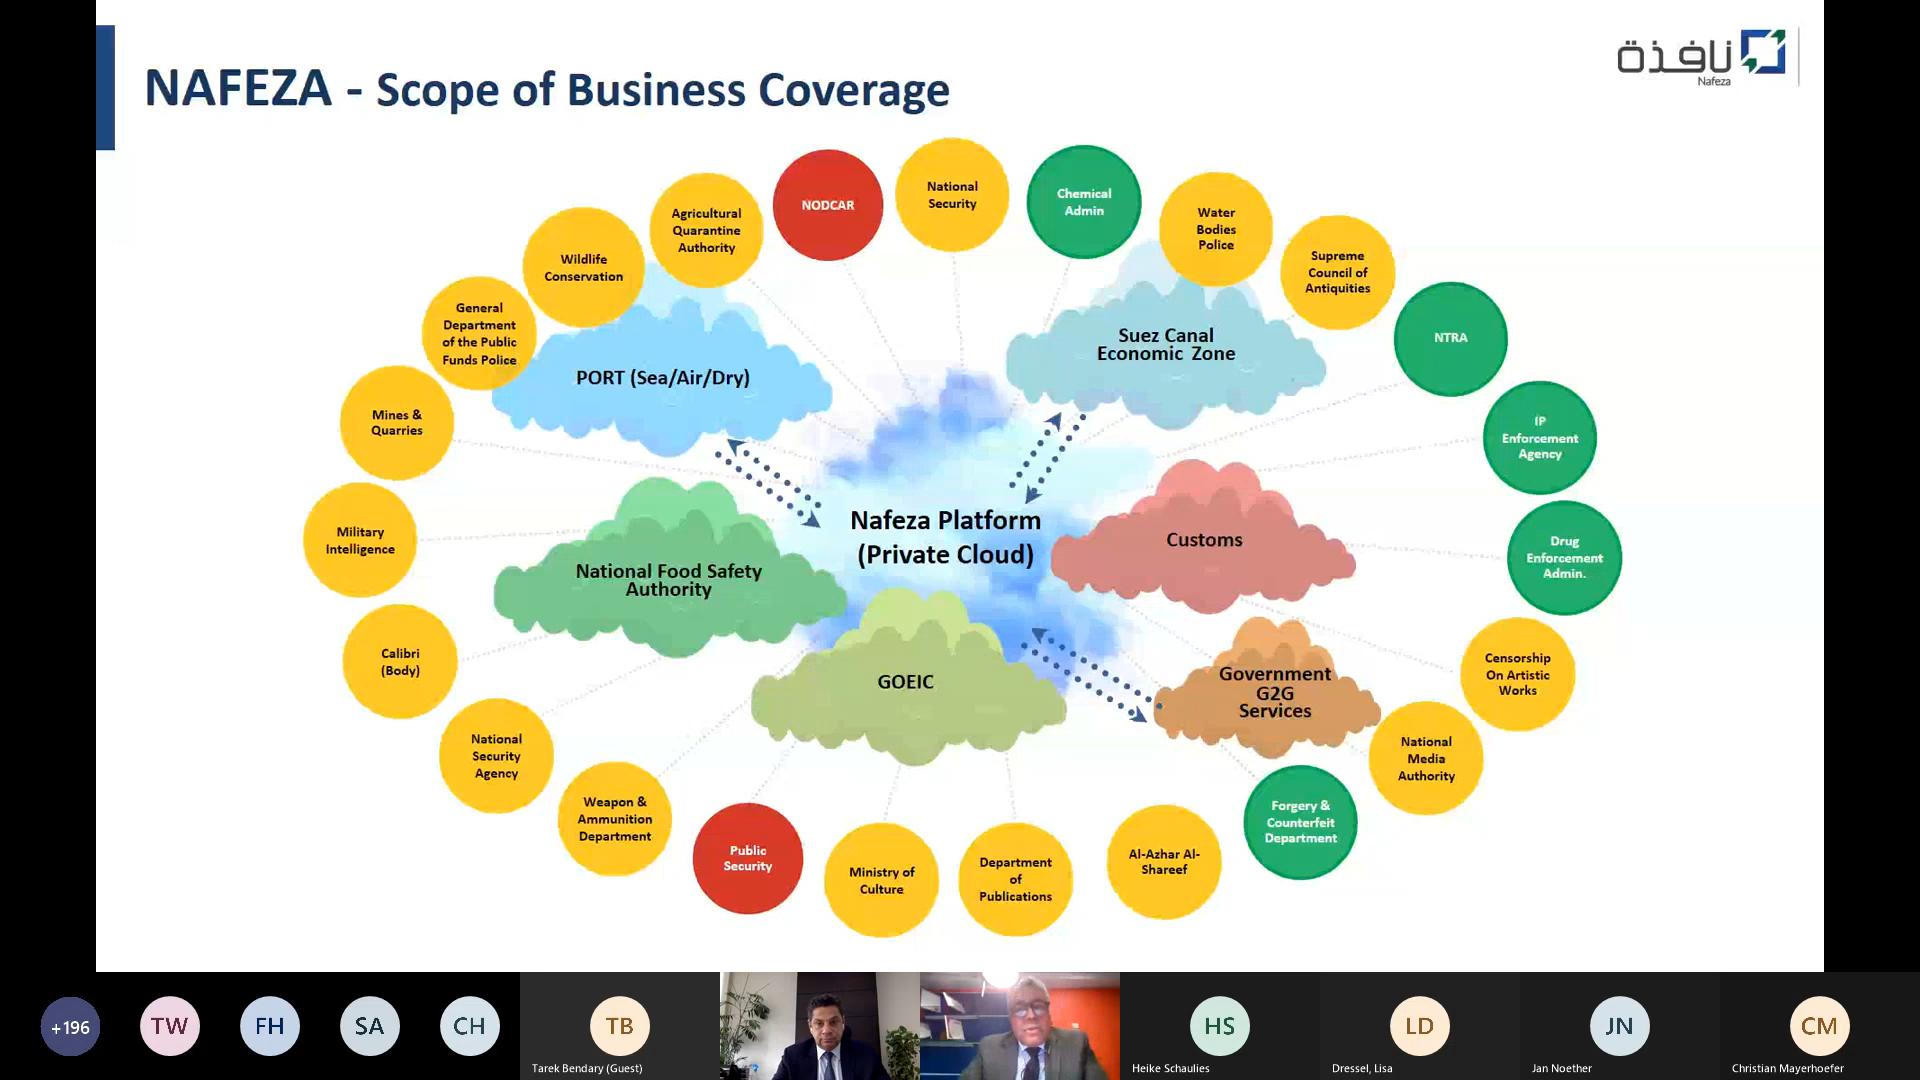 NAFEZA - Scope of Business Coverage
نافذة
Nafeza
NODCAR
National
Security
Chemical
Admin
Agricultural
Quarantine
Authority
Water
Bodies
Police
Wildlife
Conservation
Supreme
Council of
Antiquities
General
Department
of the Public
Funds Police
NTRA
PORT (Sea/Air/Dry)
Suez Canal
Economic Zone
Mines &
Quarries
IP
Enforcement
Agency
Military
Intelligence
Nafeza Platform
(Private Cloud)
Customs
Drug
Enforcement
Admin.
National Food Safety
Authority
Calibri
(Body)
GOEIC
Government
G2G
Services
Censorship
On Artistic
Works
National
Security
Agency
National
Media
Authority
Weapon &
Ammunition
Department
Public
Security
Ministry of
Culture
Department
of
Publications
Al-Azhar Al-
Shareef
Forgery &
Counterfeit
Department
+196
TW
FH
SA
CH
TB
Tarek Bendary (Guest)
HS
Heike Schaulies
LD
Dressel, Lisa
JN
Jan Noether
CM
Christian Mayerhoefer